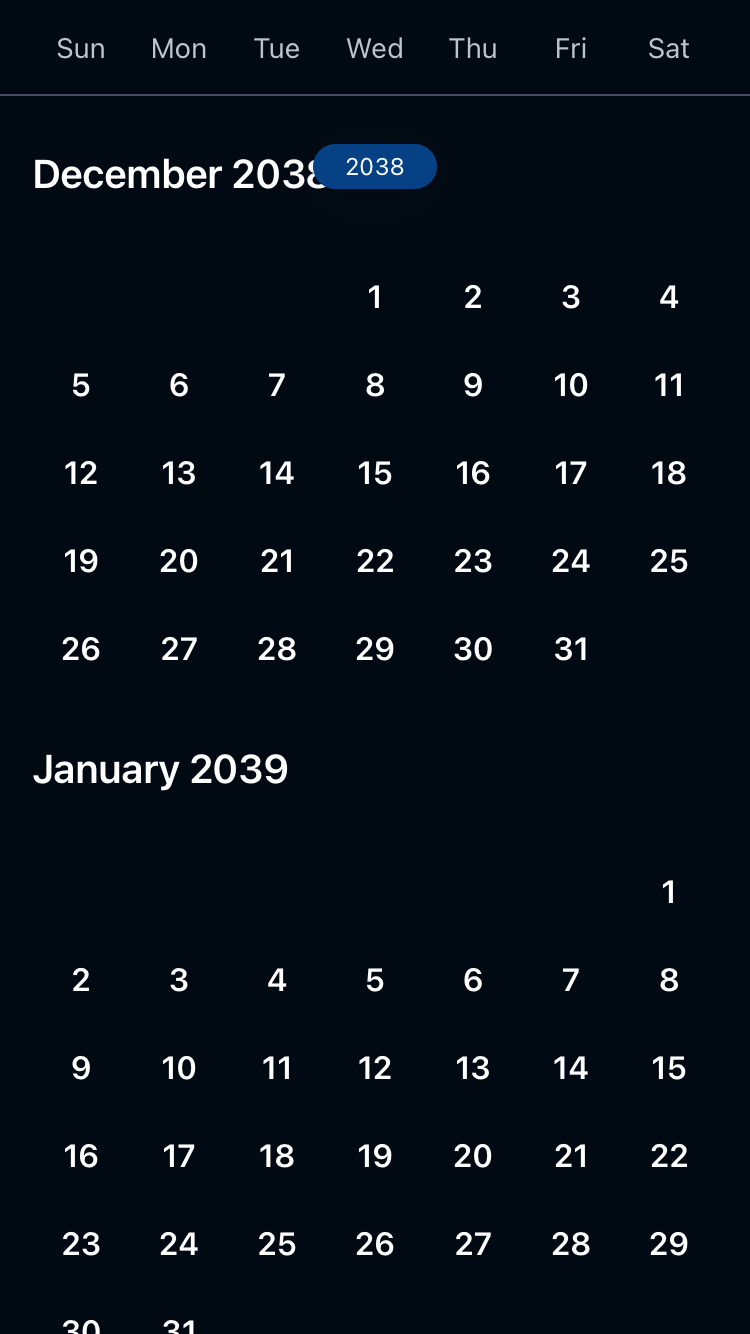 Sun Mon Tue Wed Thu Fri Sat
December 2038
2038
1 2 3 4
5 6 7 8 9 10 11
12 13 14 15 16 17 18
19 20 21 22 23 24 25
26 27 28 29 30 31
January 2039
1
2 3 4 5 6 7 8
9 10 11 12 13 14 15
16 17 18 19 20 21 22
23 24 25 26 27 28 29
30 31